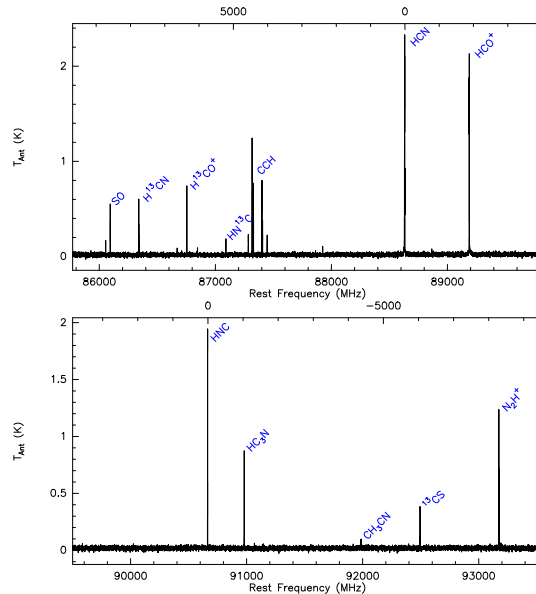 5000 0
T_Ant (K)
2
1
0
SO
H¹³CN
H¹³CO⁺
HN¹³C
CCH
HCN
HCO⁺
86000 87000 88000 89000
Rest Frequency (MHz)
0 −5000
T_Ant (K)
2
1.5
1
0.5
0
HNC
HC₃N
CH₃CN
¹³CS
N₂H⁺
90000 91000 92000 93000
Rest Frequency (MHz)